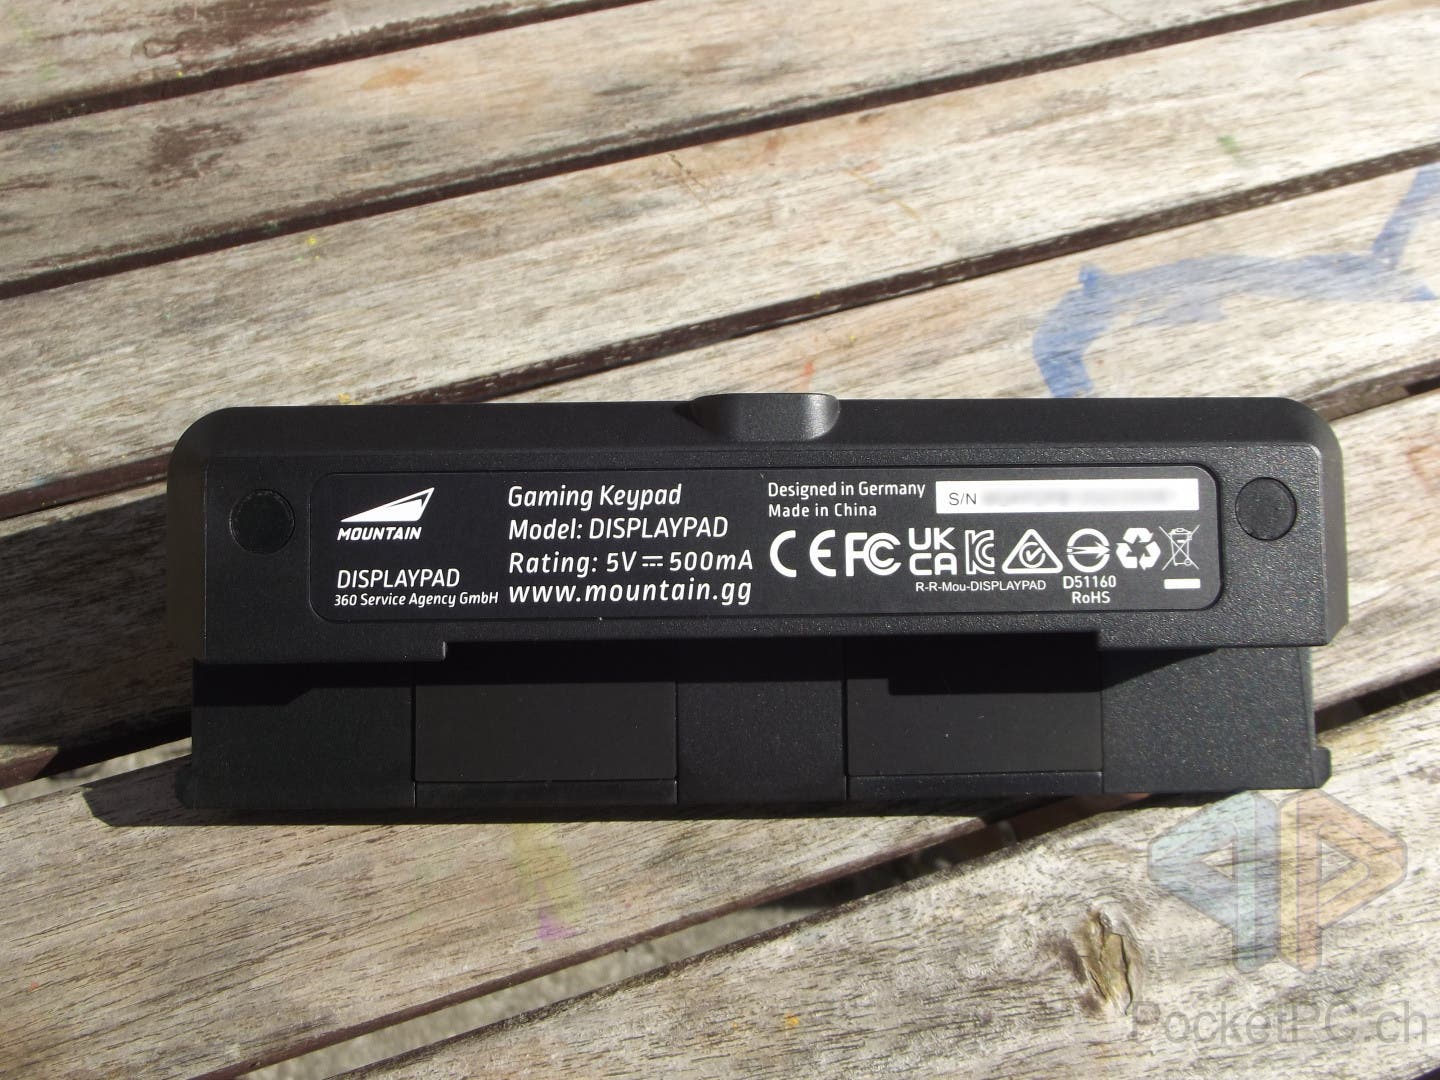 MOUNTAIN
DISPLAYPAD
360 Service Agency GmbH
Gaming Keypad
Model: DISPLAYPAD
Rating: 5V⎓500mA
www.mountain.gg
Designed in Germany
Made in China
S/N
CE FC UK CA
R-R-Mou-DISPLAYPAD
D51160
RoHS
PocketPC.ch